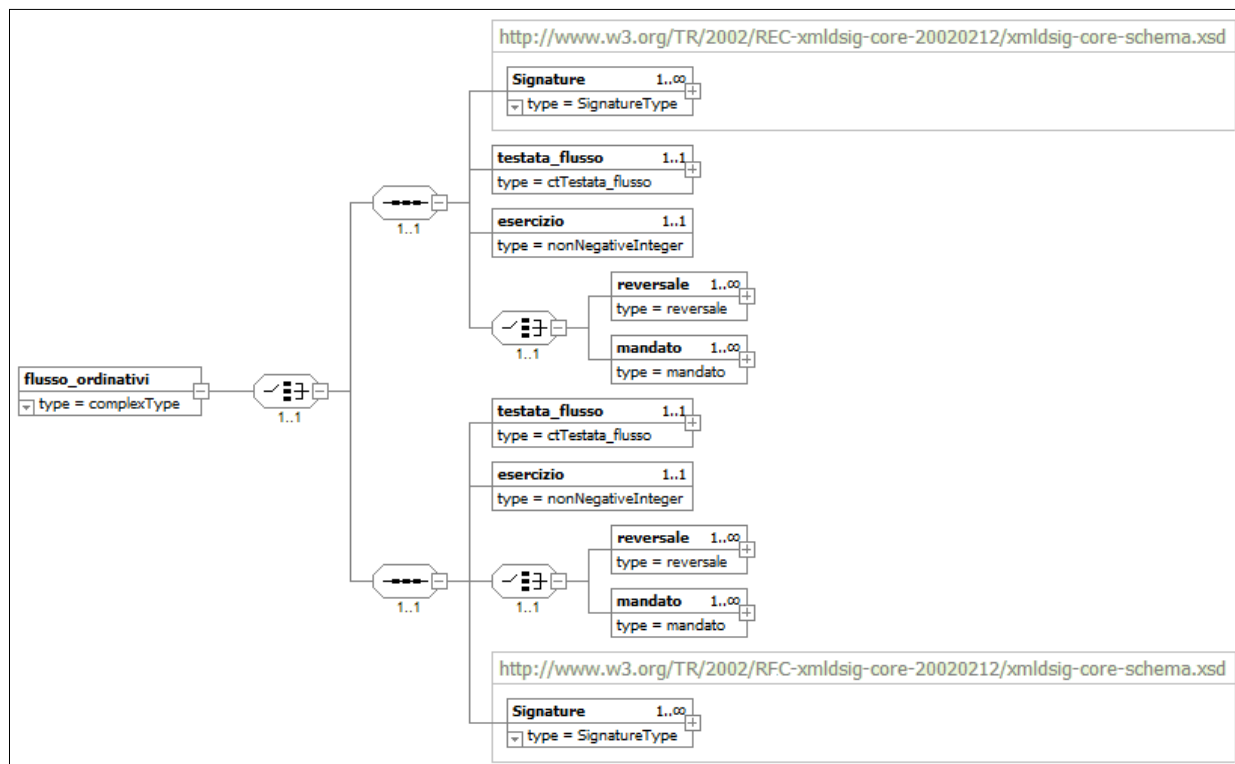 http://www.w3.org/TR/2002/REC-xmldsig-core-20020212/xmldsig-core-schema.xsd
Signature 1..∞
type = SignatureType
testata_flusso 1..1
type = ctTestata_flusso
1..1
esercizio 1..1
type = nonNegativeInteger
reversale 1..∞
type = reversale
1..1
mandato 1..∞
type = mandato
flusso_ordinativi
type = complexType
1..1
testata_flusso 1..1
type = ctTestata_flusso
esercizio 1..1
type = nonNegativeInteger
reversale 1..∞
type = reversale
1..1
1..1
mandato 1..∞
type = mandato
http://www.w3.org/TR/2002/RFC-xmldsig-core-20020212/xmldsig-core-schema.xsd
Signature 1..∞
type = SignatureType